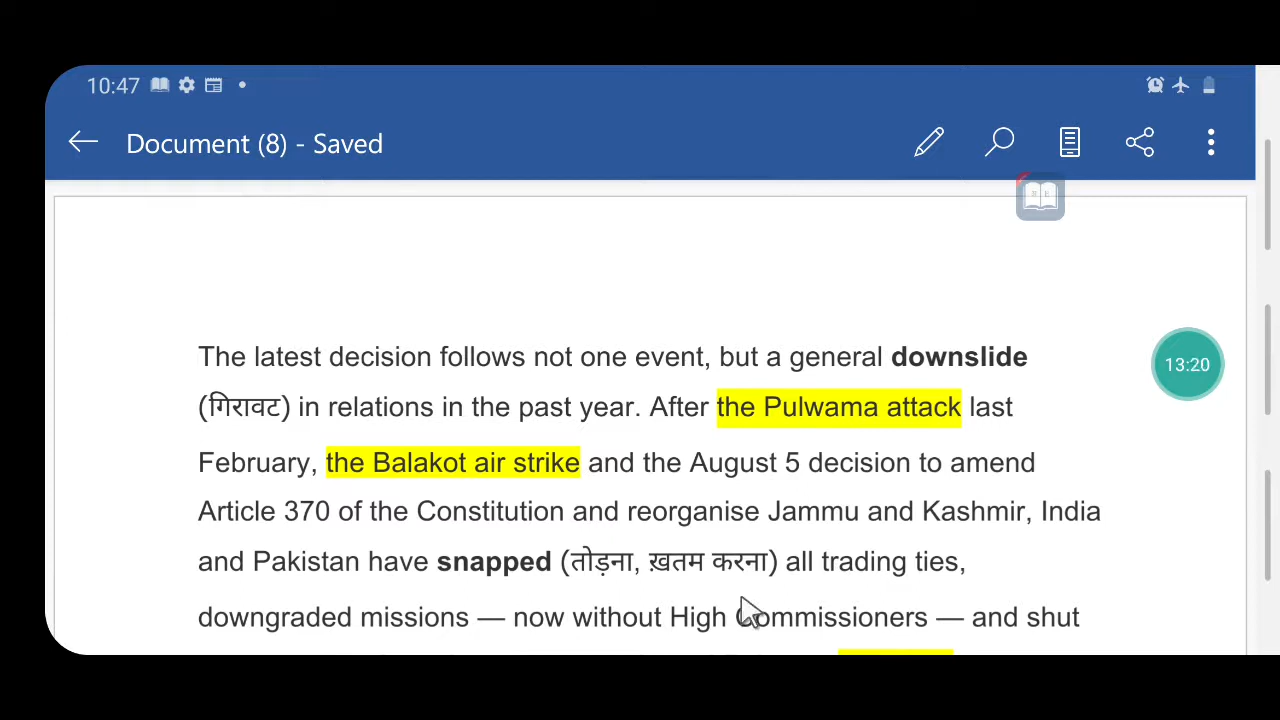 10:47
Document (8) - Saved
The latest decision follows not one event, but a general downslide
13:20
(गिरावट) in relations in the past year. After the Pulwama attack last
February, the Balakot air strike and the August 5 decision to amend
Article 370 of the Constitution and reorganise Jammu and Kashmir, India
and Pakistan have snapped (तोड़ना, ख़तम करना) all trading ties,
downgraded missions — now without High Commissioners — and shut